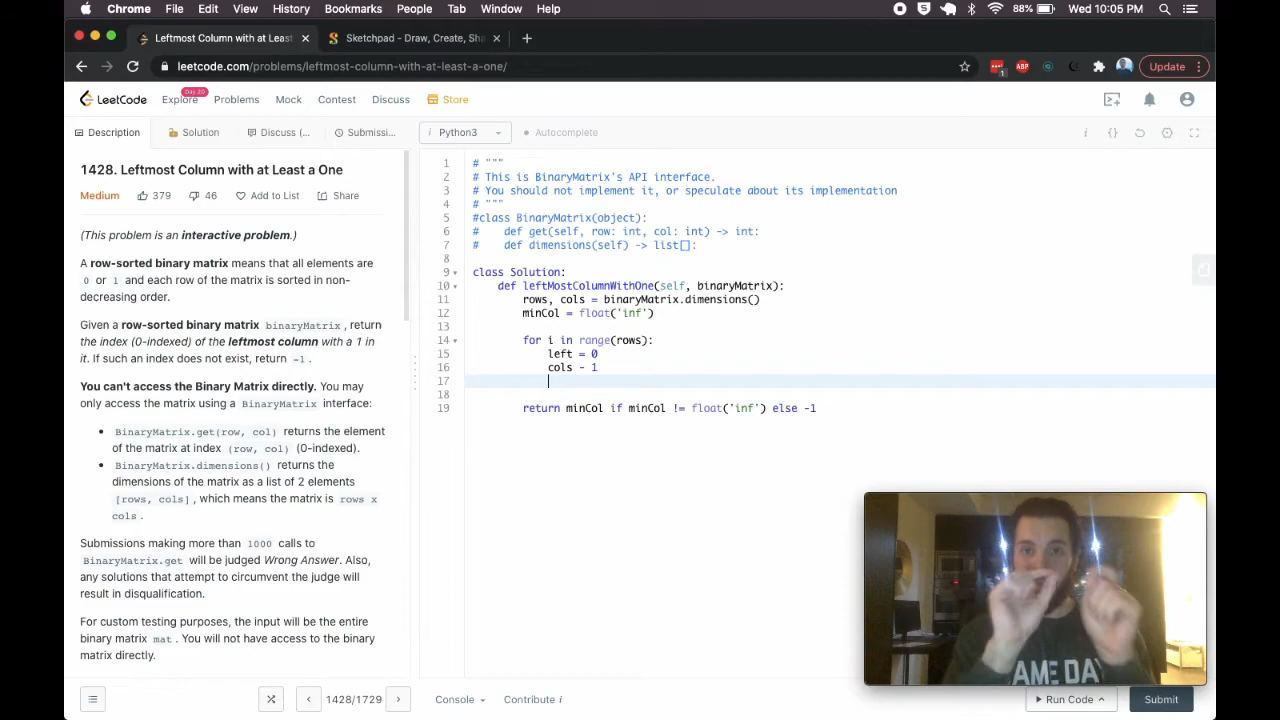 Chrome File Edit View History Bookmarks People Tab Window Help
88% Wed 10:05 PM
Leftmost Column with at Least
Sketchpad - Draw, Create, Sha
leetcode.com/problems/leftmost-column-with-at-least-a-one/
1
ABP
Update
LeetCode
Explore
Day 20
Problems
Mock
Contest
Discuss
Store
Description
Solution
Discuss (...
Submissi...
i Python3
Autocomplete
1428. Leftmost Column with at Least a One
Medium 379 46 Add to List Share
(This problem is an interactive problem.)
A row-sorted binary matrix means that all elements are
0 or 1 and each row of the matrix is sorted in non-
decreasing order.
Given a row-sorted binary matrix binaryMatrix, return
the index (0-indexed) of the leftmost column with a 1 in
it. If such an index does not exist, return -1.
You can't access the Binary Matrix directly. You may
only access the matrix using a BinaryMatrix interface:
• BinaryMatrix.get(row, col) returns the element
of the matrix at index (row, col) (0-indexed).
• BinaryMatrix.dimensions() returns the
dimensions of the matrix as a list of 2 elements
[rows, cols], which means the matrix is rows x
cols.
Submissions making more than 1000 calls to
BinaryMatrix.get will be judged Wrong Answer. Also,
any solutions that attempt to circumvent the judge will
result in disqualification.
For custom testing purposes, the input will be the entire
binary matrix mat. You will not have access to the binary
matrix directly.
1 # """
2 # This is BinaryMatrix's API interface.
3 # You should not implement it, or speculate about its implementation
4 # """
5 #class BinaryMatrix(object):
6 #    def get(self, row: int, col: int) -> int:
7 #    def dimensions(self) -> list[]:
8
9 class Solution:
10     def leftMostColumnWithOne(self, binaryMatrix):
11         rows, cols = binaryMatrix.dimensions()
12         minCol = float('inf')
13
14         for i in range(rows):
15             left = 0
16             cols - 1
17
18
19         return minCol if minCol != float('inf') else -1
AME DAY
1428/1729
Console
Contribute i
Run Code
Submit